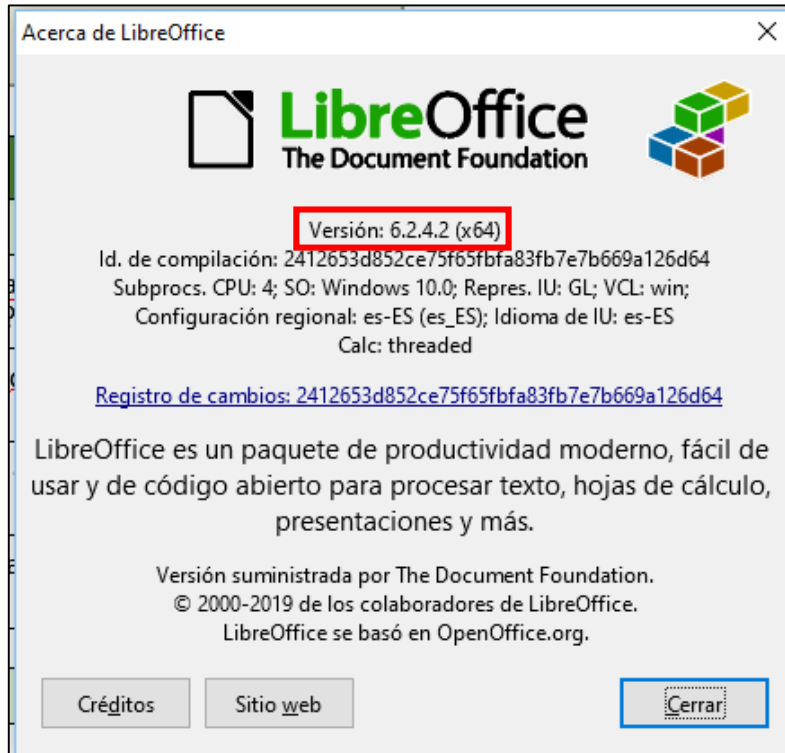 Acerca de LibreOffice
LibreOffice
The Document Foundation
Versión: 6.2.4.2 (x64)
Id. de compilación: 2412653d852ce75f65fbfa83fb7e7b669a126d64
Subprocs. CPU: 4; SO: Windows 10.0; Repres. IU: GL; VCL: win;
Configuración regional: es-ES (es_ES); Idioma de IU: es-ES
Calc: threaded
Registro de cambios: 2412653d852ce75f65fbfa83fb7e7b669a126d64
LibreOffice es un paquete de productividad moderno, fácil de
usar y de código abierto para procesar texto, hojas de cálculo,
presentaciones y más.
Versión suministrada por The Document Foundation.
© 2000-2019 de los colaboradores de LibreOffice.
LibreOffice se basó en OpenOffice.org.
Créditos Sitio web Cerrar